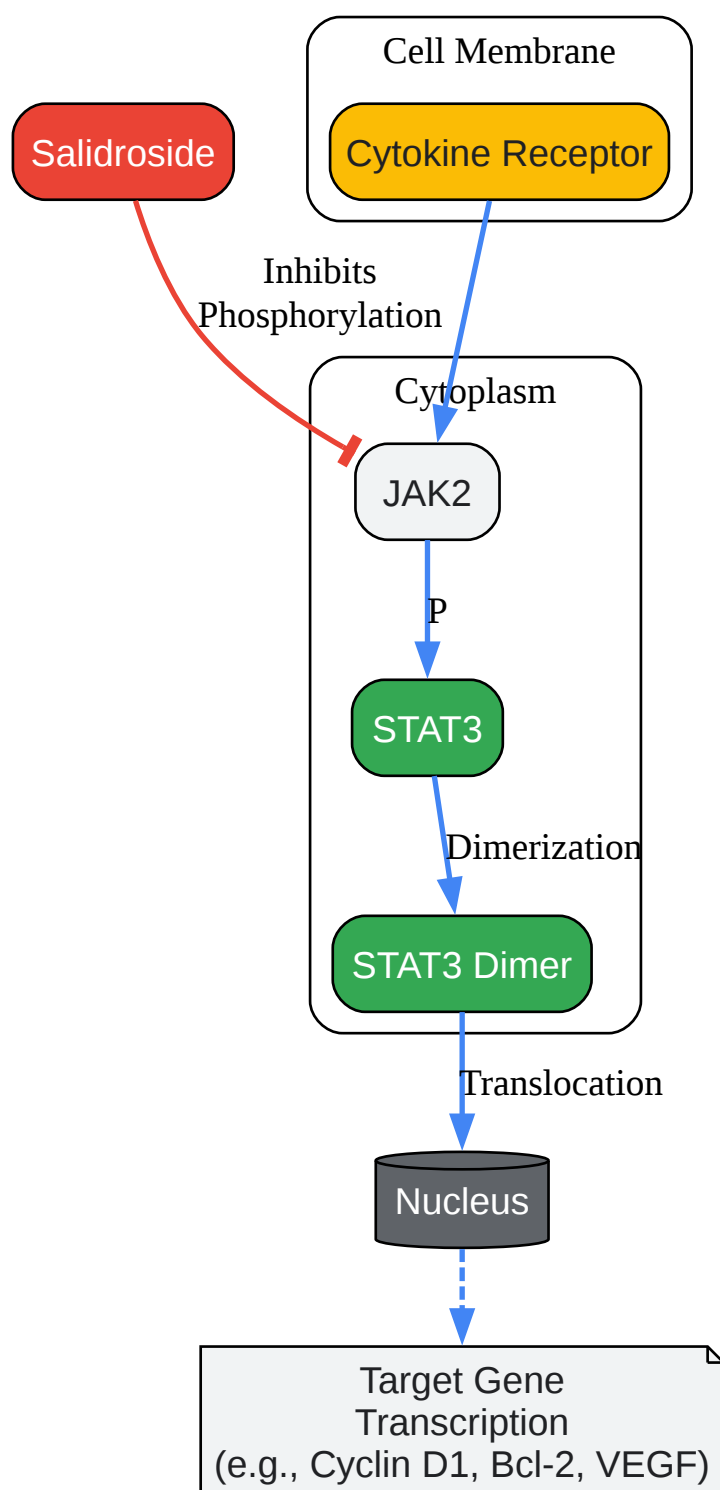 Cell Membrane
Salidroside
Cytokine Receptor
Inhibits
Phosphorylation
Cytoplasm
JAK2
P
STAT3
Dimerization
STAT3 Dimer
Translocation
Nucleus
Target Gene
Transcription
(e.g., Cyclin D1, Bcl-2, VEGF)